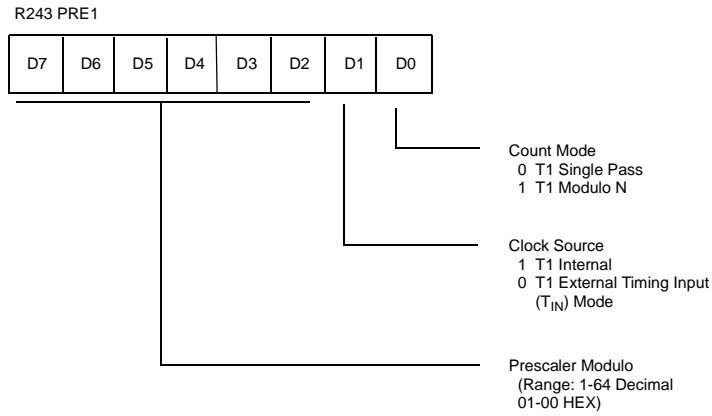 R243 PRE1
D7 D6 D5 D4 D3 D2 D1 D0
Count Mode
0 T1 Single Pass
1 T1 Modulo N
Clock Source
1 T1 Internal
0 T1 External Timing Input
(TIN) Mode
Prescaler Modulo
(Range: 1-64 Decimal
01-00 HEX)